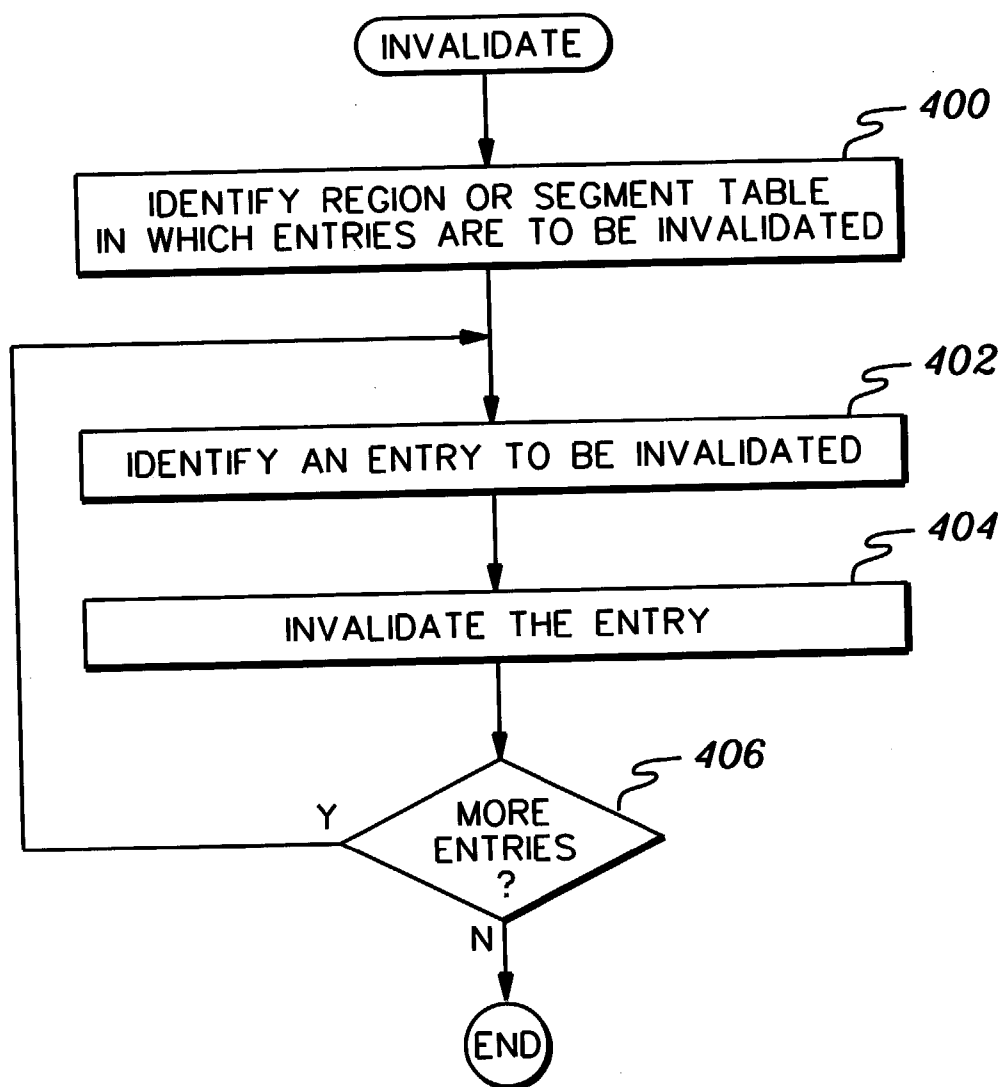 INVALIDATE
400
IDENTIFY REGION OR SEGMENT TABLE
IN WHICH ENTRIES ARE TO BE INVALIDATED
402
IDENTIFY AN ENTRY TO BE INVALIDATED
404
INVALIDATE THE ENTRY
406
MORE
ENTRIES
?
Y
N
END